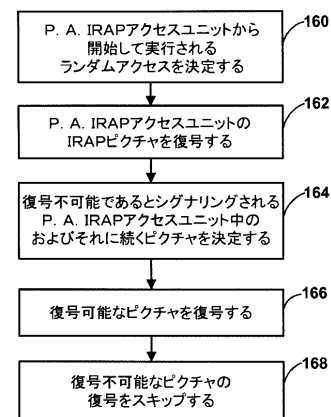 P. A. IRAPアクセスユニットから
開始して実行される
ランダムアクセスを決定する
160
P. A. IRAPアクセスユニットの
IRAPピクチャを復号する
162
復号不可能であるとシグナリングされる
P. A. IRAPアクセスユニット中の
およびそれに続くピクチャを決定する
164
復号可能なピクチャを復号する
166
復号不可能なピクチャの
復号をスキップする
168